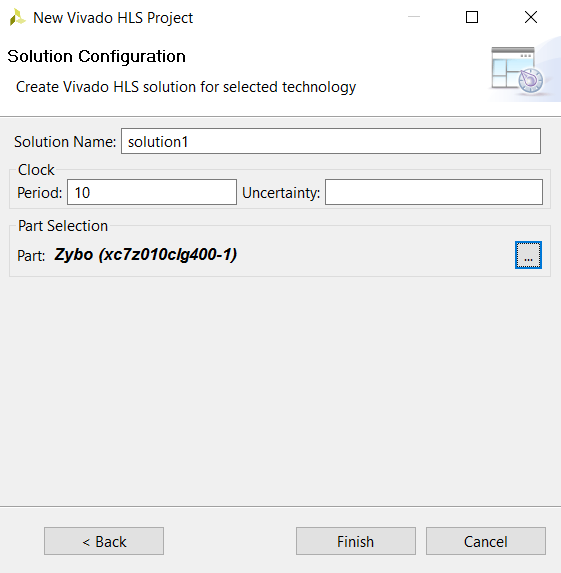 New Vivado HLS Project
Solution Configuration
Create Vivado HLS solution for selected technology
Solution Name: solution1
Clock
Period: 10 Uncertainty:
Part Selection
Part: Zybo (xc7z010clg400-1) ...
< Back Finish Cancel